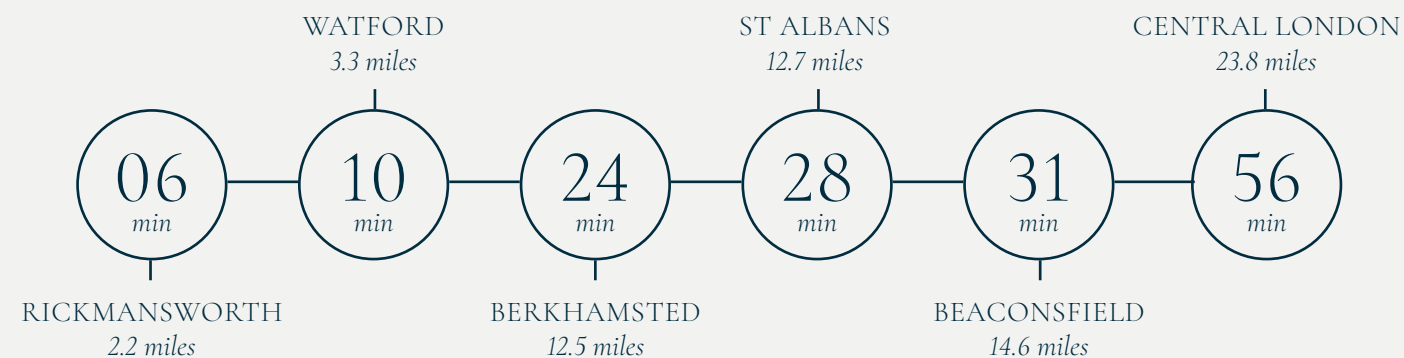 WATFORD
3.3 miles
ST ALBANS
12.7 miles
CENTRAL LONDON
23.8 miles
06
min
10
min
24
min
28
min
31
min
56
min
RICKMANSWORTH
2.2 miles
BERKHAMSTED
12.5 miles
BEACONSFIELD
14.6 miles